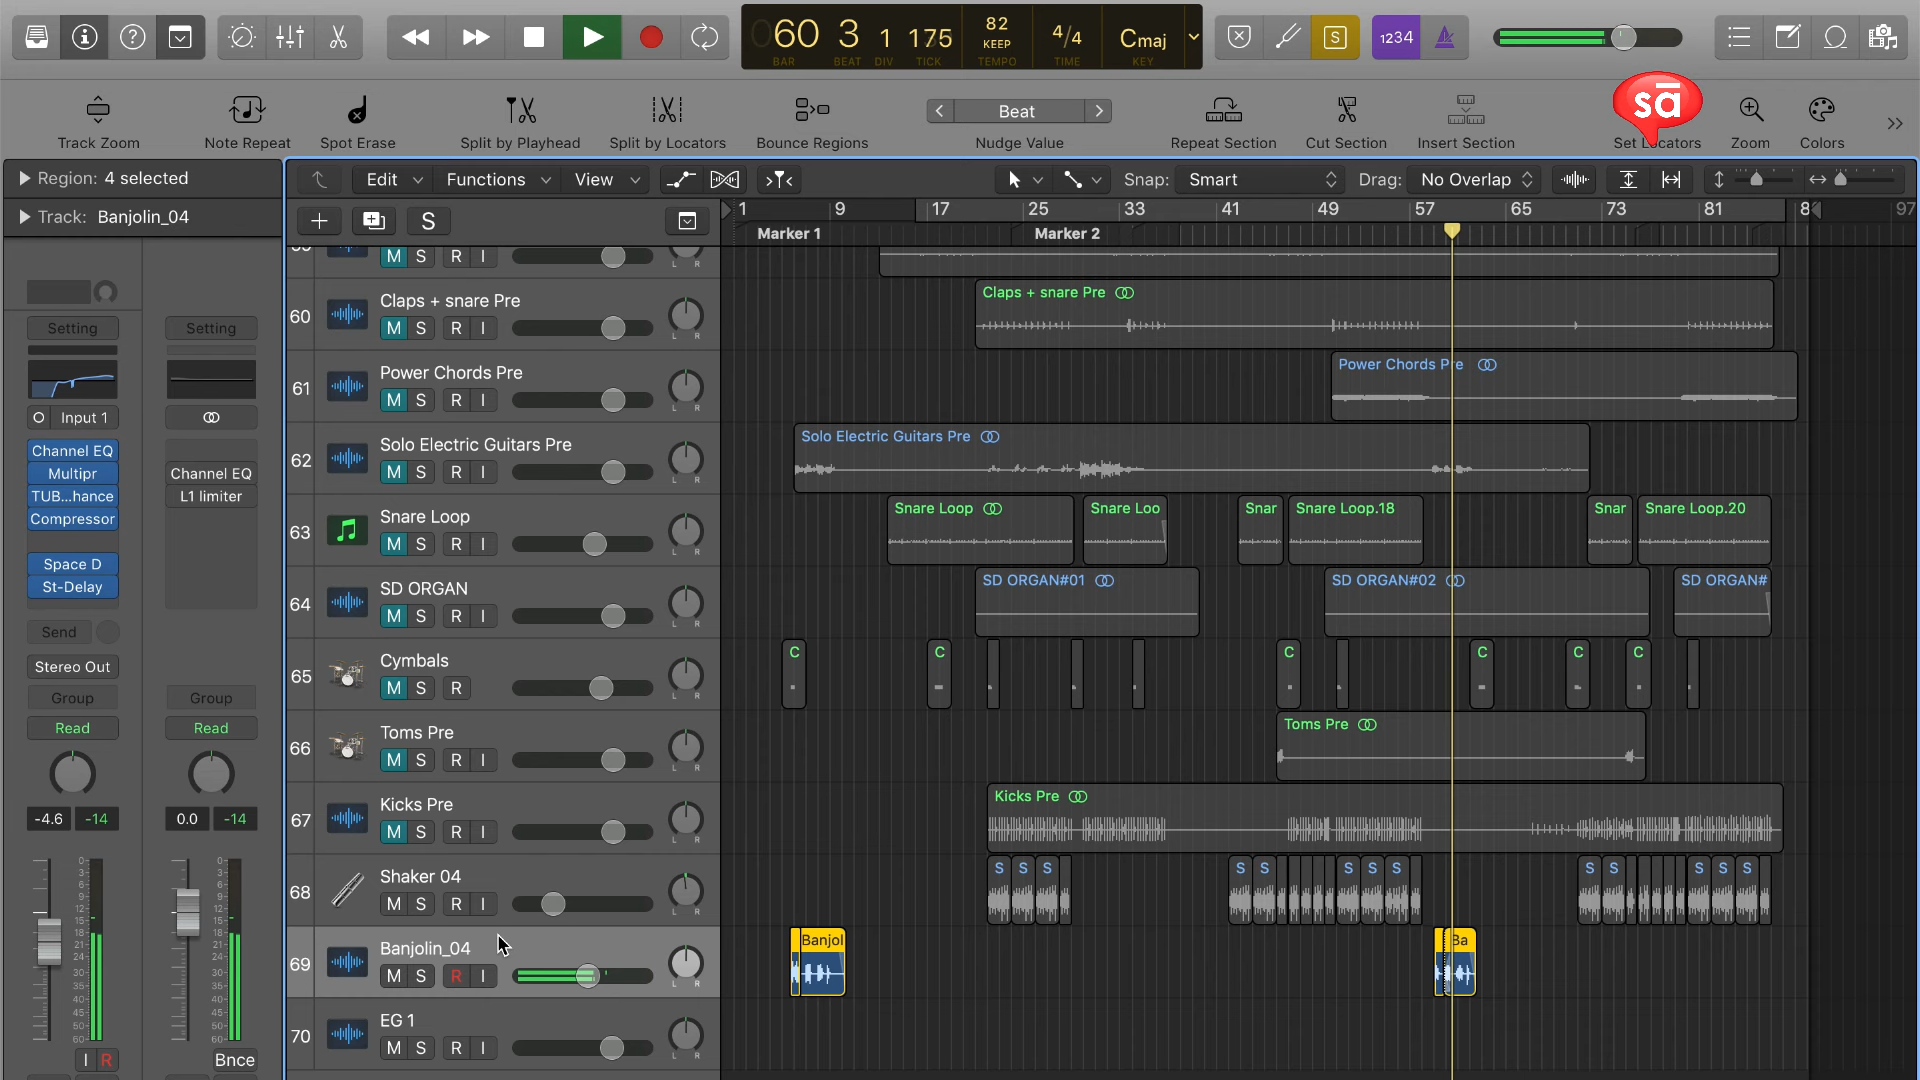 60 3 1 175 82 KEEP 4/4 Cmaj
BAR BEAT DIV TICK TEMPO TIME KEY
S
1234
Track Zoom
Note Repeat
Spot Erase
Split by Playhead
Split by Locators
Bounce Regions
Beat
Nudge Value
Repeat Section
Cut Section
Insert Section
sā
Set Locators
Zoom
Colors
Region: 4 selected
Edit Functions View Snap: Smart Drag: No Overlap
Track: Banjolin_04
S
1 9 17 25 33 41 49 57 65 73 81 97
Marker 1 Marker 2
M S R I
60 Claps + snare Pre
M S R I L R
Claps + snare Pre
61 Power Chords Pre
M S R I L R
Power Chords Pre
62 Solo Electric Guitars Pre
M S R I L R
Solo Electric Guitars Pre
63 Snare Loop
M S R I L R
Snare Loop Snare Loo Snar Snare Loop.18 Snar Snare Loop.20
64 SD ORGAN
M S R I L R
SD ORGAN#01 SD ORGAN#02 SD ORGAN#
65 Cymbals
M S R L R
C C C C C C
66 Toms Pre
M S R I L R
Toms Pre
67 Kicks Pre
M S R I L R
Kicks Pre
68 Shaker 04
M S R I L R
S S S S S S S S S S S S S
69 Banjolin_04
M S R I L R
Banjol Ba
70 EG 1
M S R I L R
Setting Setting
Input 1
Channel EQ
Multipr
TUB...hance
Compressor
Space D
St-Delay
Channel EQ
L1 limiter
Send
Stereo Out
Group Group
Read Read
-4.6 -14 0.0 -14
I R Bnce